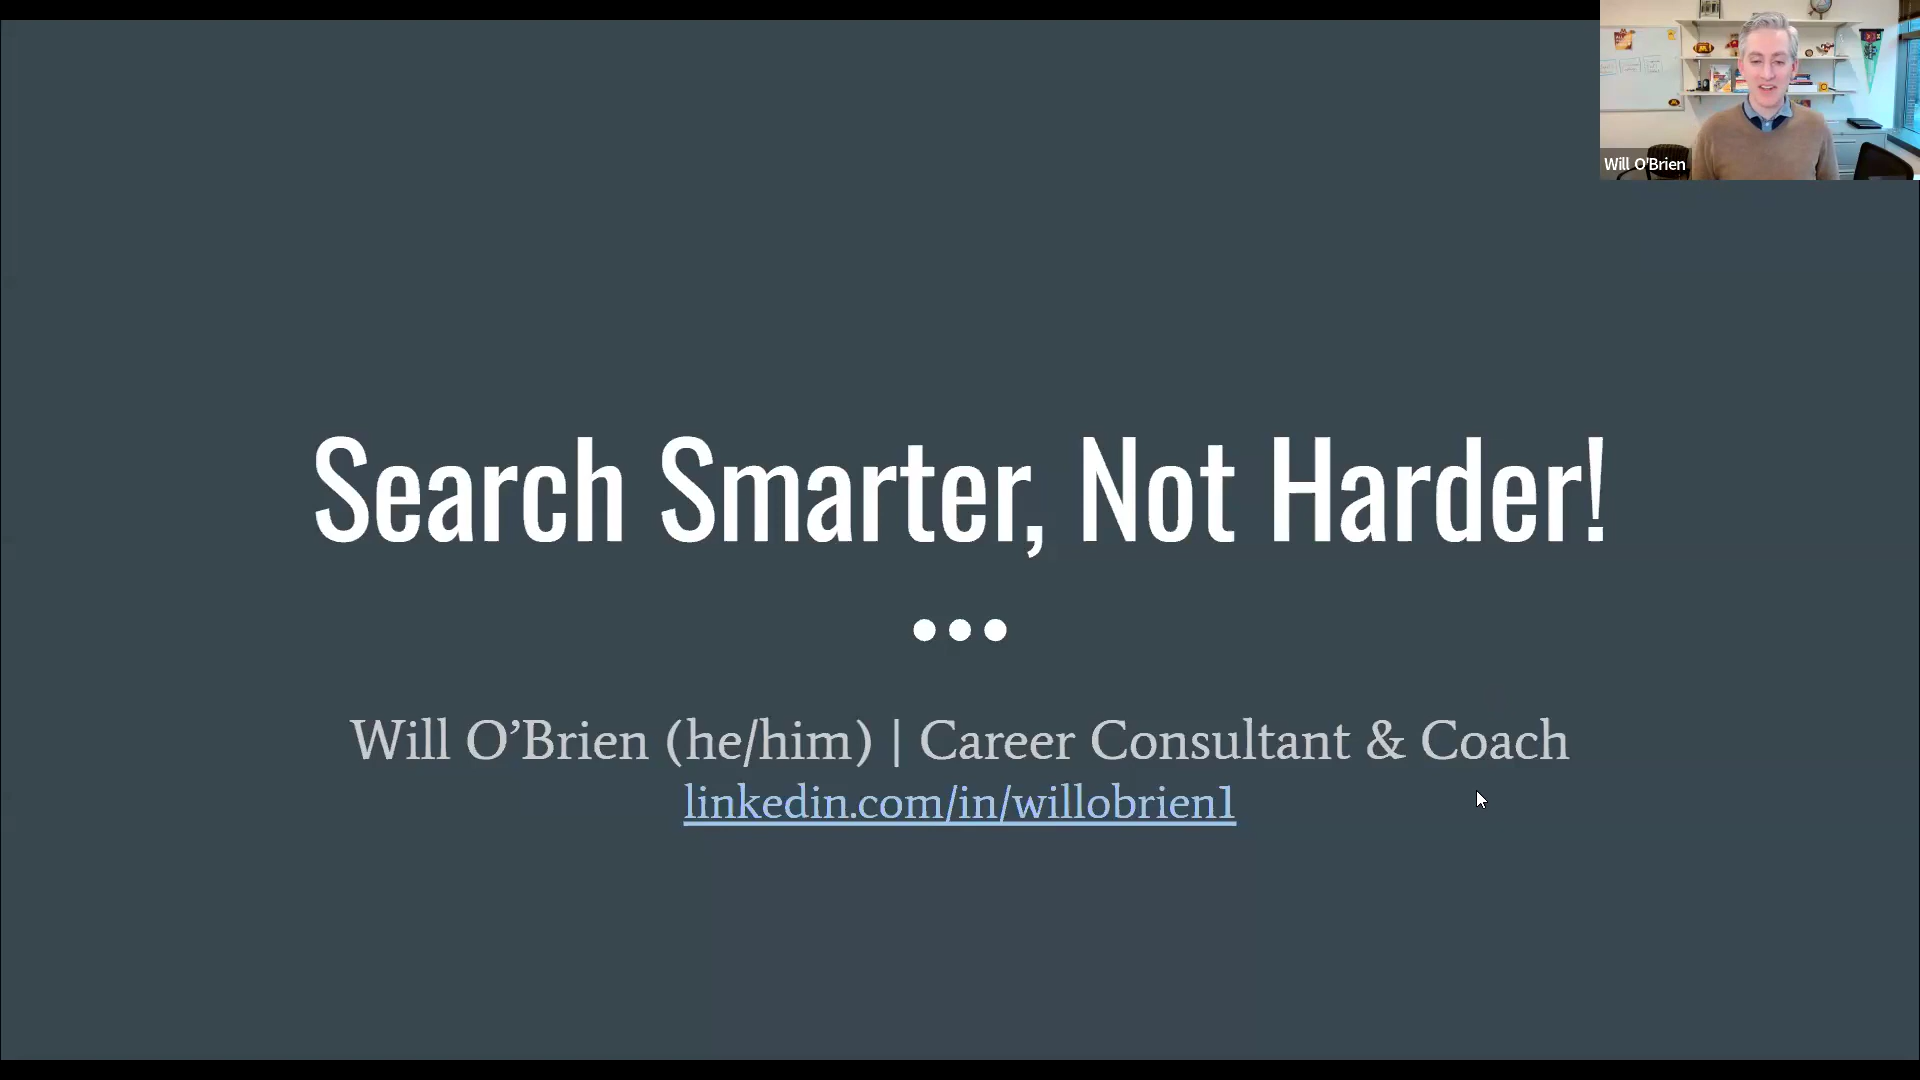 Will O'Brien
Search Smarter, Not Harder!
Will O’Brien (he/him) | Career Consultant & Coach
linkedin.com/in/willobrien1